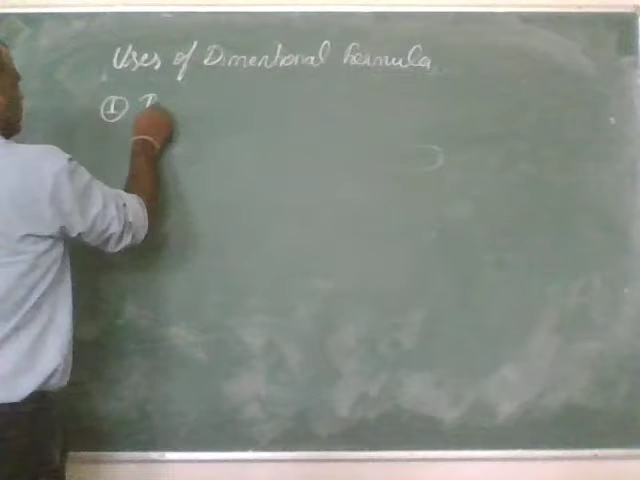 Uses of Dimentional Formula
①